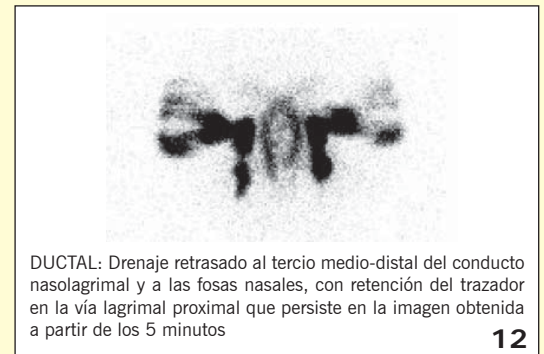 DUCTAL: Drenaje retrasado al tercio medio-distal del conducto
nasolagrimal y a las fosas nasales, con retención del trazador
en la vía lagrimal proximal que persiste en la imagen obtenida
a partir de los 5 minutos
12